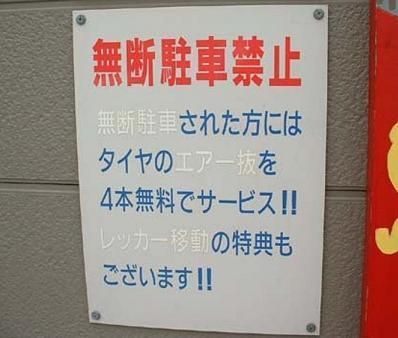 無断駐車禁止
無断駐車された方には
タイヤのエアー抜を
4本無料でサービス!!
レッカー移動の特典も
ございます!!